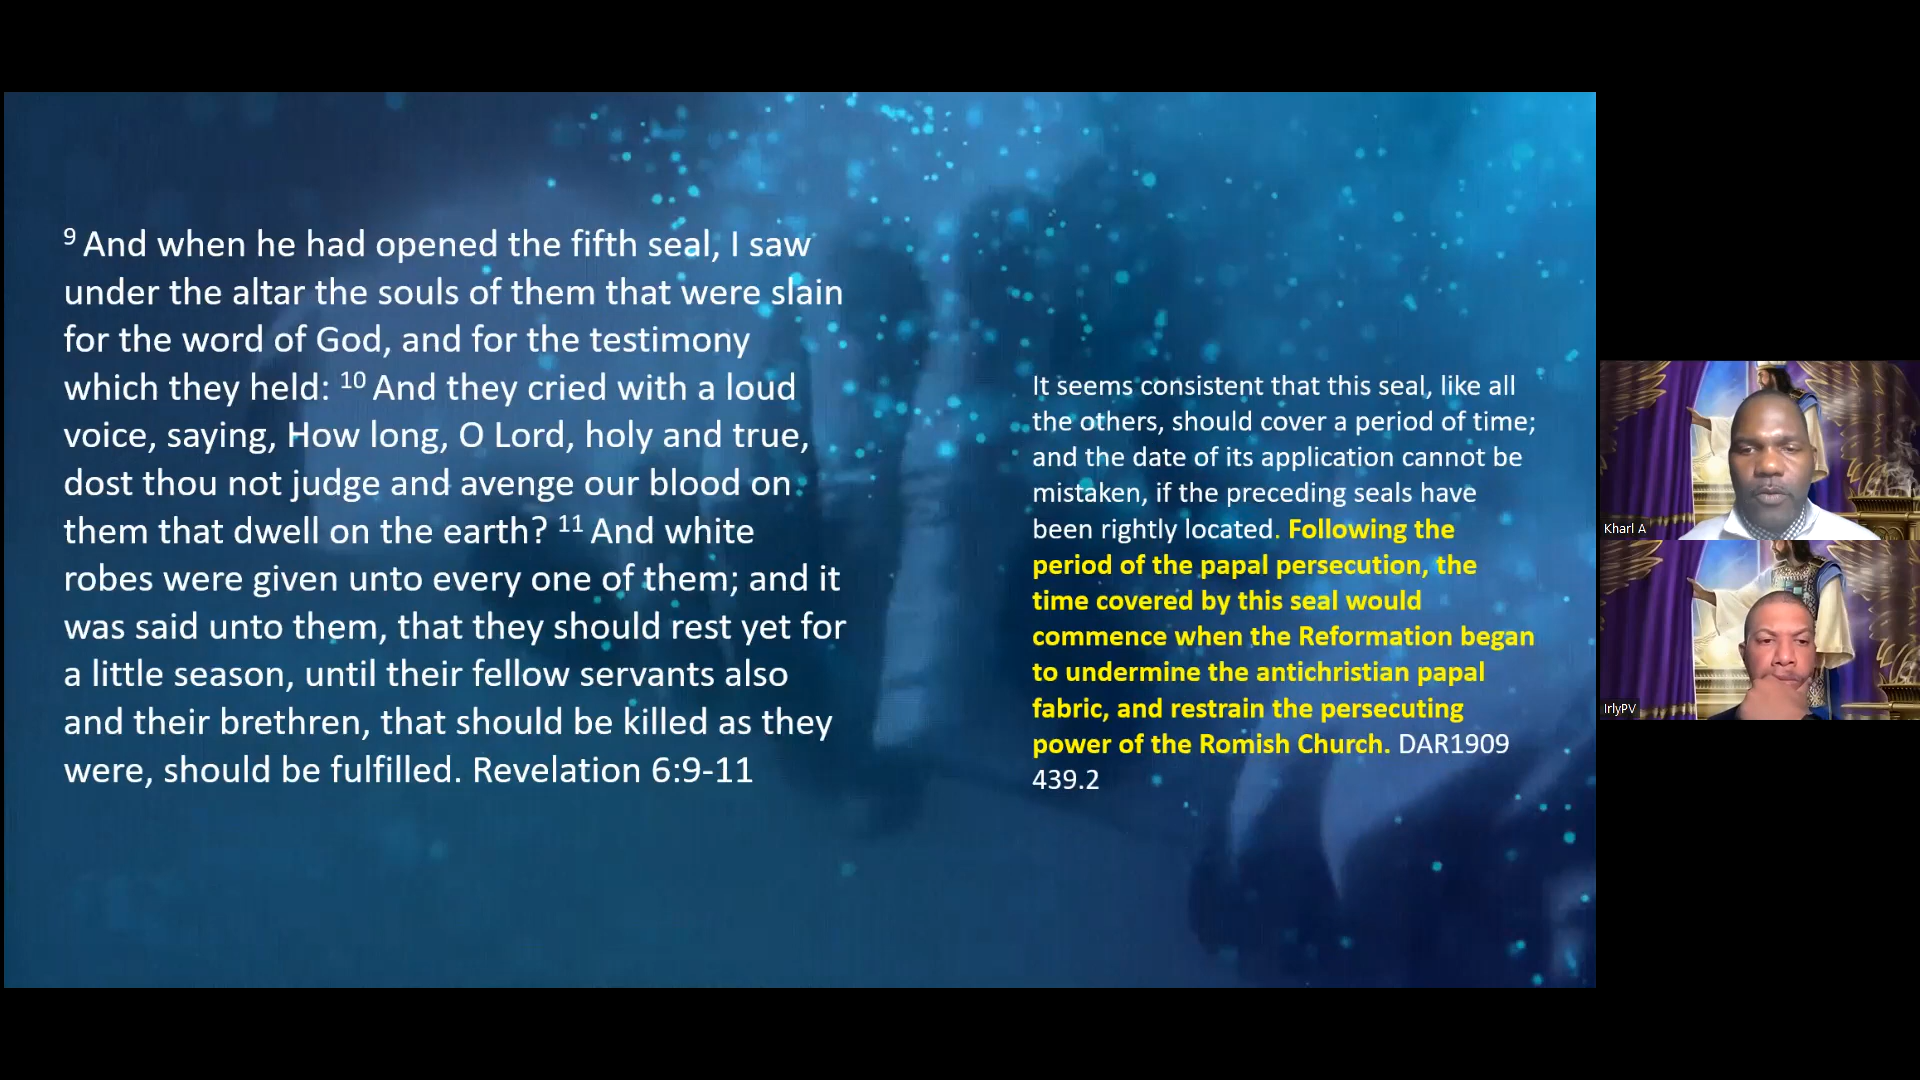 9 And when he had opened the fifth seal, I saw
under the altar the souls of them that were slain
for the word of God, and for the testimony
which they held: 10 And they cried with a loud
voice, saying, How long, O Lord, holy and true,
dost thou not judge and avenge our blood on
them that dwell on the earth? 11 And white
robes were given unto every one of them; and it
was said unto them, that they should rest yet for
a little season, until their fellow servants also
and their brethren, that should be killed as they
were, should be fulfilled. Revelation 6:9-11
It seems consistent that this seal, like all
the others, should cover a period of time;
and the date of its application cannot be
mistaken, if the preceding seals have
been rightly located. Following the
period of the papal persecution, the
time covered by this seal would
commence when the Reformation began
to undermine the antichristian papal
fabric, and restrain the persecuting
power of the Romish Church. DAR1909
439.2
Kharl A
IrlyPV